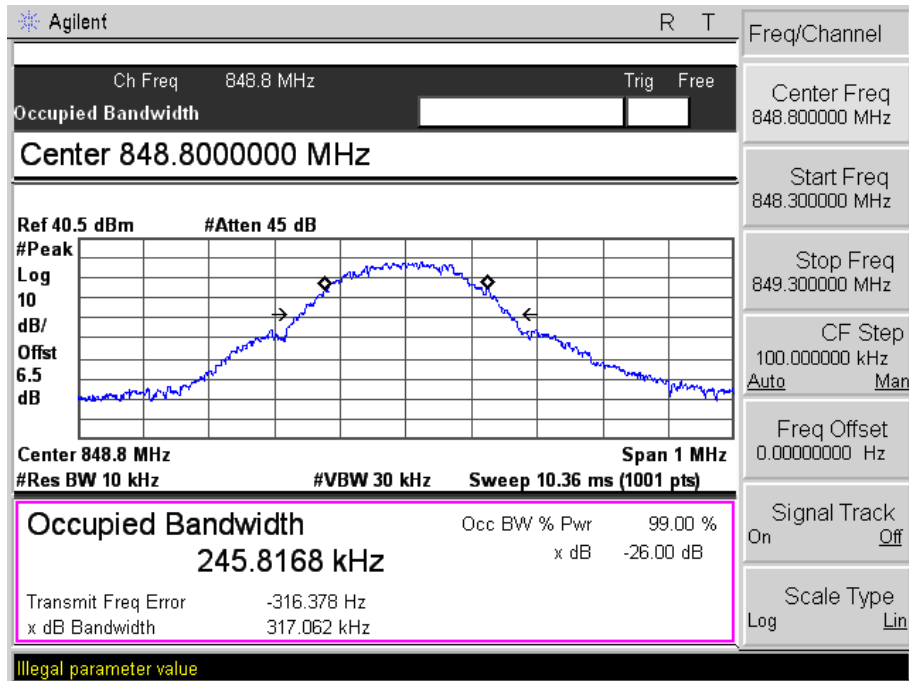 Agilent R T
Ch Freq 848.8 MHz Trig Free
Occupied Bandwidth
Center 848.8000000 MHz
Ref 40.5 dBm #Atten 45 dB
#Peak
Log
10
dB/
Offst
6.5
dB
Center 848.8 MHz Span 1 MHz
#Res BW 10 kHz #VBW 30 kHz Sweep 10.36 ms (1001 pts)
Occupied Bandwidth
245.8168 kHz
Occ BW % Pwr 99.00 %
x dB -26.00 dB
Transmit Freq Error -316.378 Hz
x dB Bandwidth 317.062 kHz
Illegal parameter value
Freq/Channel
Center Freq
848.800000 MHz
Start Freq
848.300000 MHz
Stop Freq
849.300000 MHz
CF Step
100.000000 kHz
Auto Man
Freq Offset
0.00000000 Hz
Signal Track
On Off
Scale Type
Log Lin